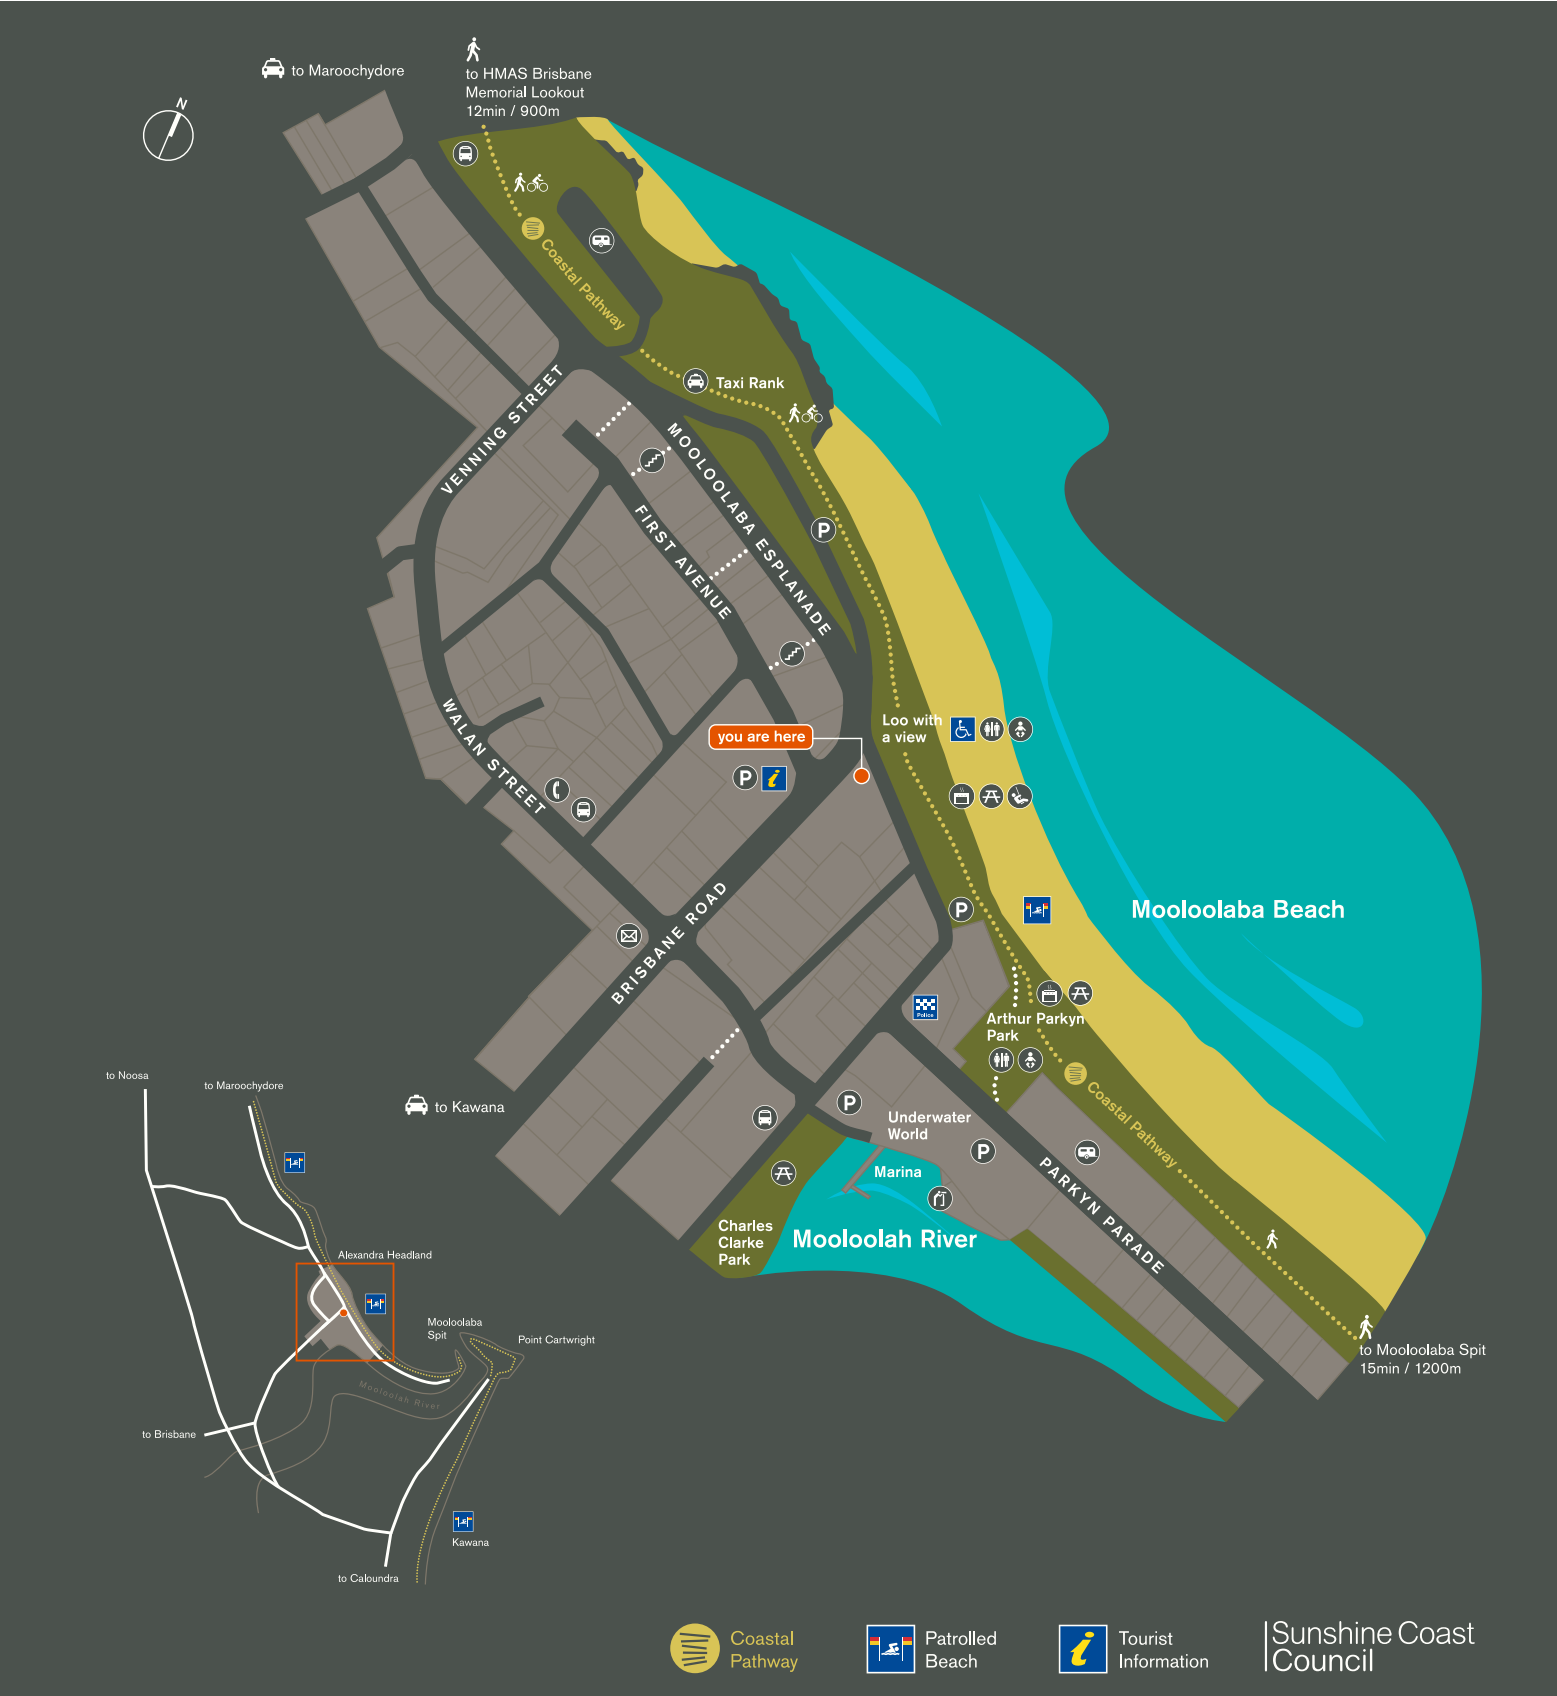 to Maroochydore
to HMAS Brisbane
Memorial Lookout
12min / 900m
N
Coastal Pathway
Taxi Rank
VENNING STREET
MOOLOOLABA ESPLANADE
FIRST AVENUE
P
Loo with
a view
you are here
WALAN STREET
P
i
BRISBANE ROAD
P
Mooloolaba Beach
Police
Arthur Parkyn
Park
Coastal Pathway
to Kawana
P
Underwater
World
P
Marina
PARKYN PARADE
Charles
Clarke
Park
Mooloolah River
to Mooloolaba Spit
15min / 1200m
to Noosa
to Maroochydore
Alexandra Headland
Mooloolaba
Spit
Point Cartwright
Mooloolah River
to Brisbane
Kawana
to Caloundra
Coastal
Pathway
Patrolled
Beach
i
Tourist
Information
Sunshine Coast
Council